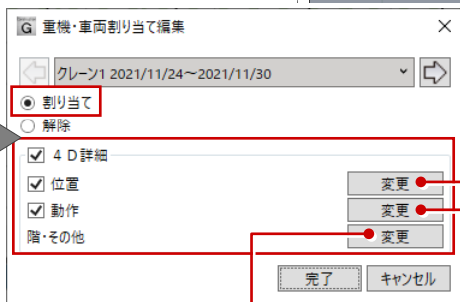 G 重機・車両割り当て編集
クレーン1 2021/11/24～2021/11/30
割り当て
解除
４Ｄ詳細
位置 変更
動作 変更
階・その他 変更
完了 キャンセル